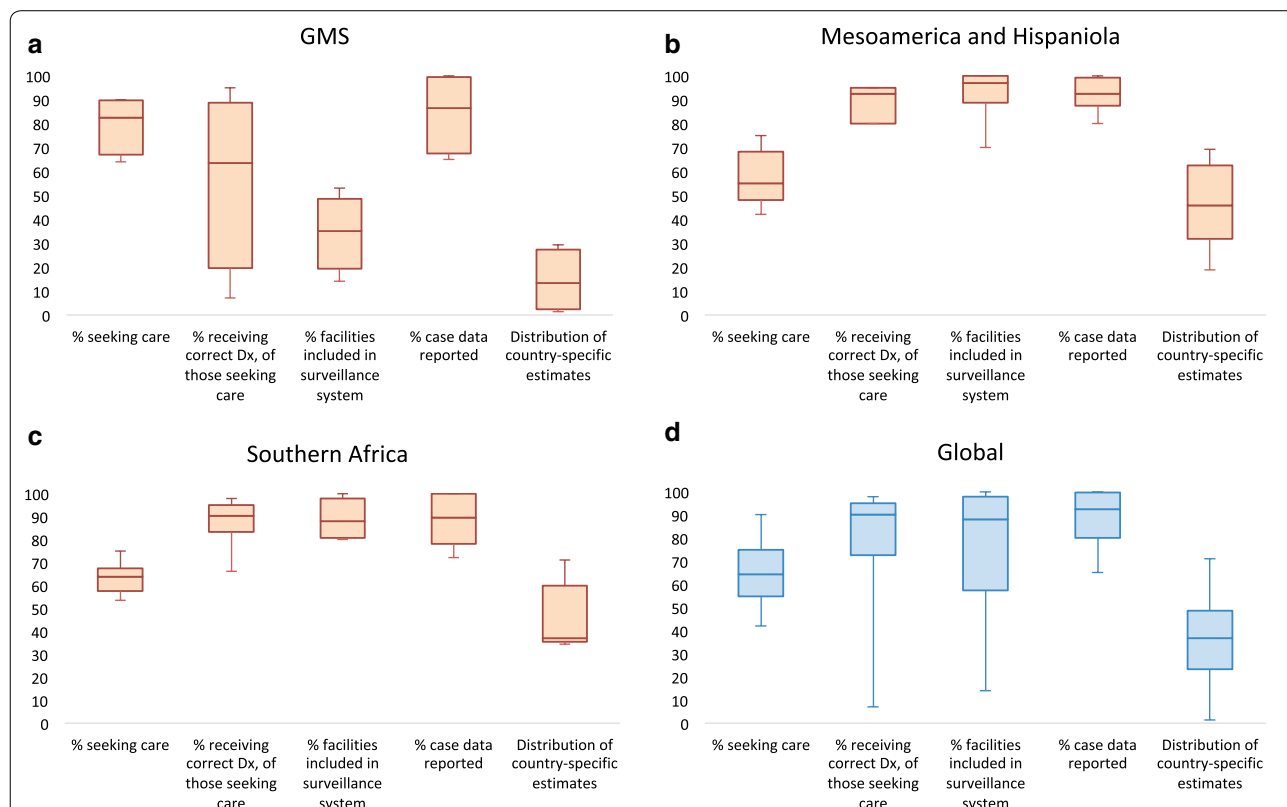 a
GMS
100
90
80
70
60
50
40
30
20
10
0
% seeking care
% receiving
correct Dx, of
those seeking
care
% facilities
included in
surveillance
system
% case data
reported
Distribution of
country-specific
estimates
b
Mesoamerica and Hispaniola
100
90
80
70
60
50
40
30
20
10
0
% seeking care
% receiving
correct Dx, of
those seeking
care
% facilities
included in
surveillance
system
% case data
reported
Distribution of
country-specific
estimates
c
Southern Africa
100
90
80
70
60
50
40
30
20
10
0
% seeking care
% receiving
correct Dx, of
those seeking
care
% facilities
included in
surveillance
system
% case data
reported
Distribution of
country-specific
estimates
d
Global
100
90
80
70
60
50
40
30
20
10
0
% seeking care
% receiving
correct Dx, of
those seeking
care
% facilities
included in
surveillance
system
% case data
reported
Distribution of
country-specific
estimates